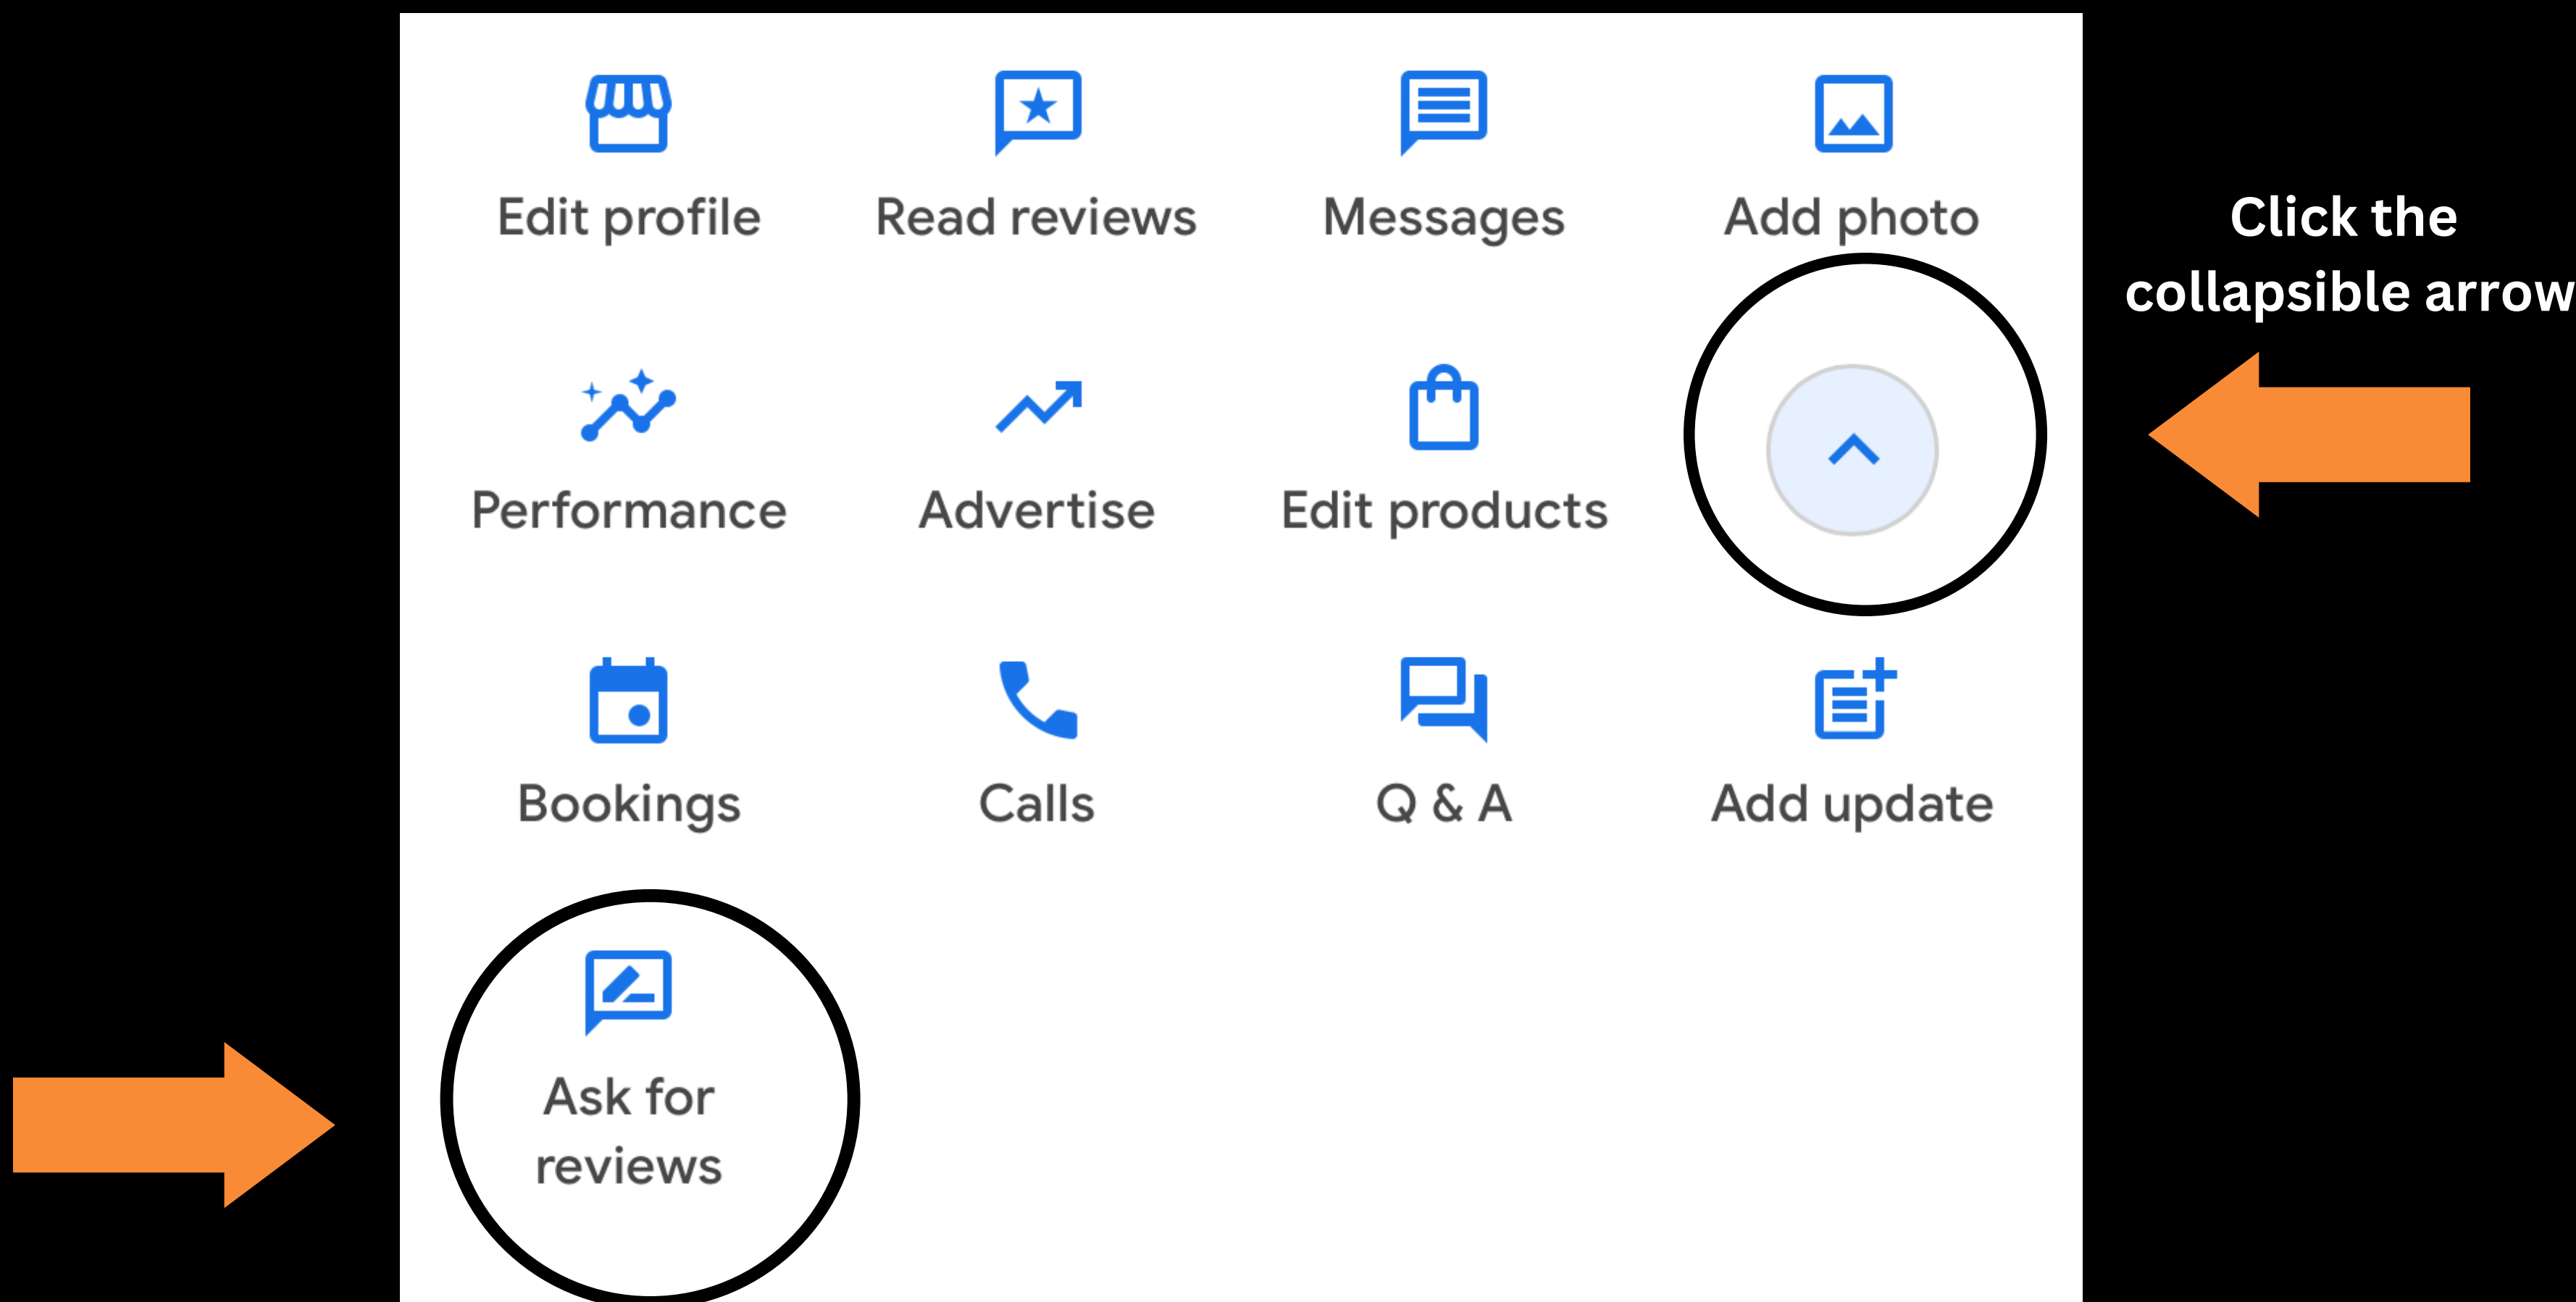 Edit profile
Read reviews
Messages
Add photo
Click the
collapsible arrow
Performance
Advertise
Edit products
Bookings
Calls
Q & A
Add update
Ask for
reviews